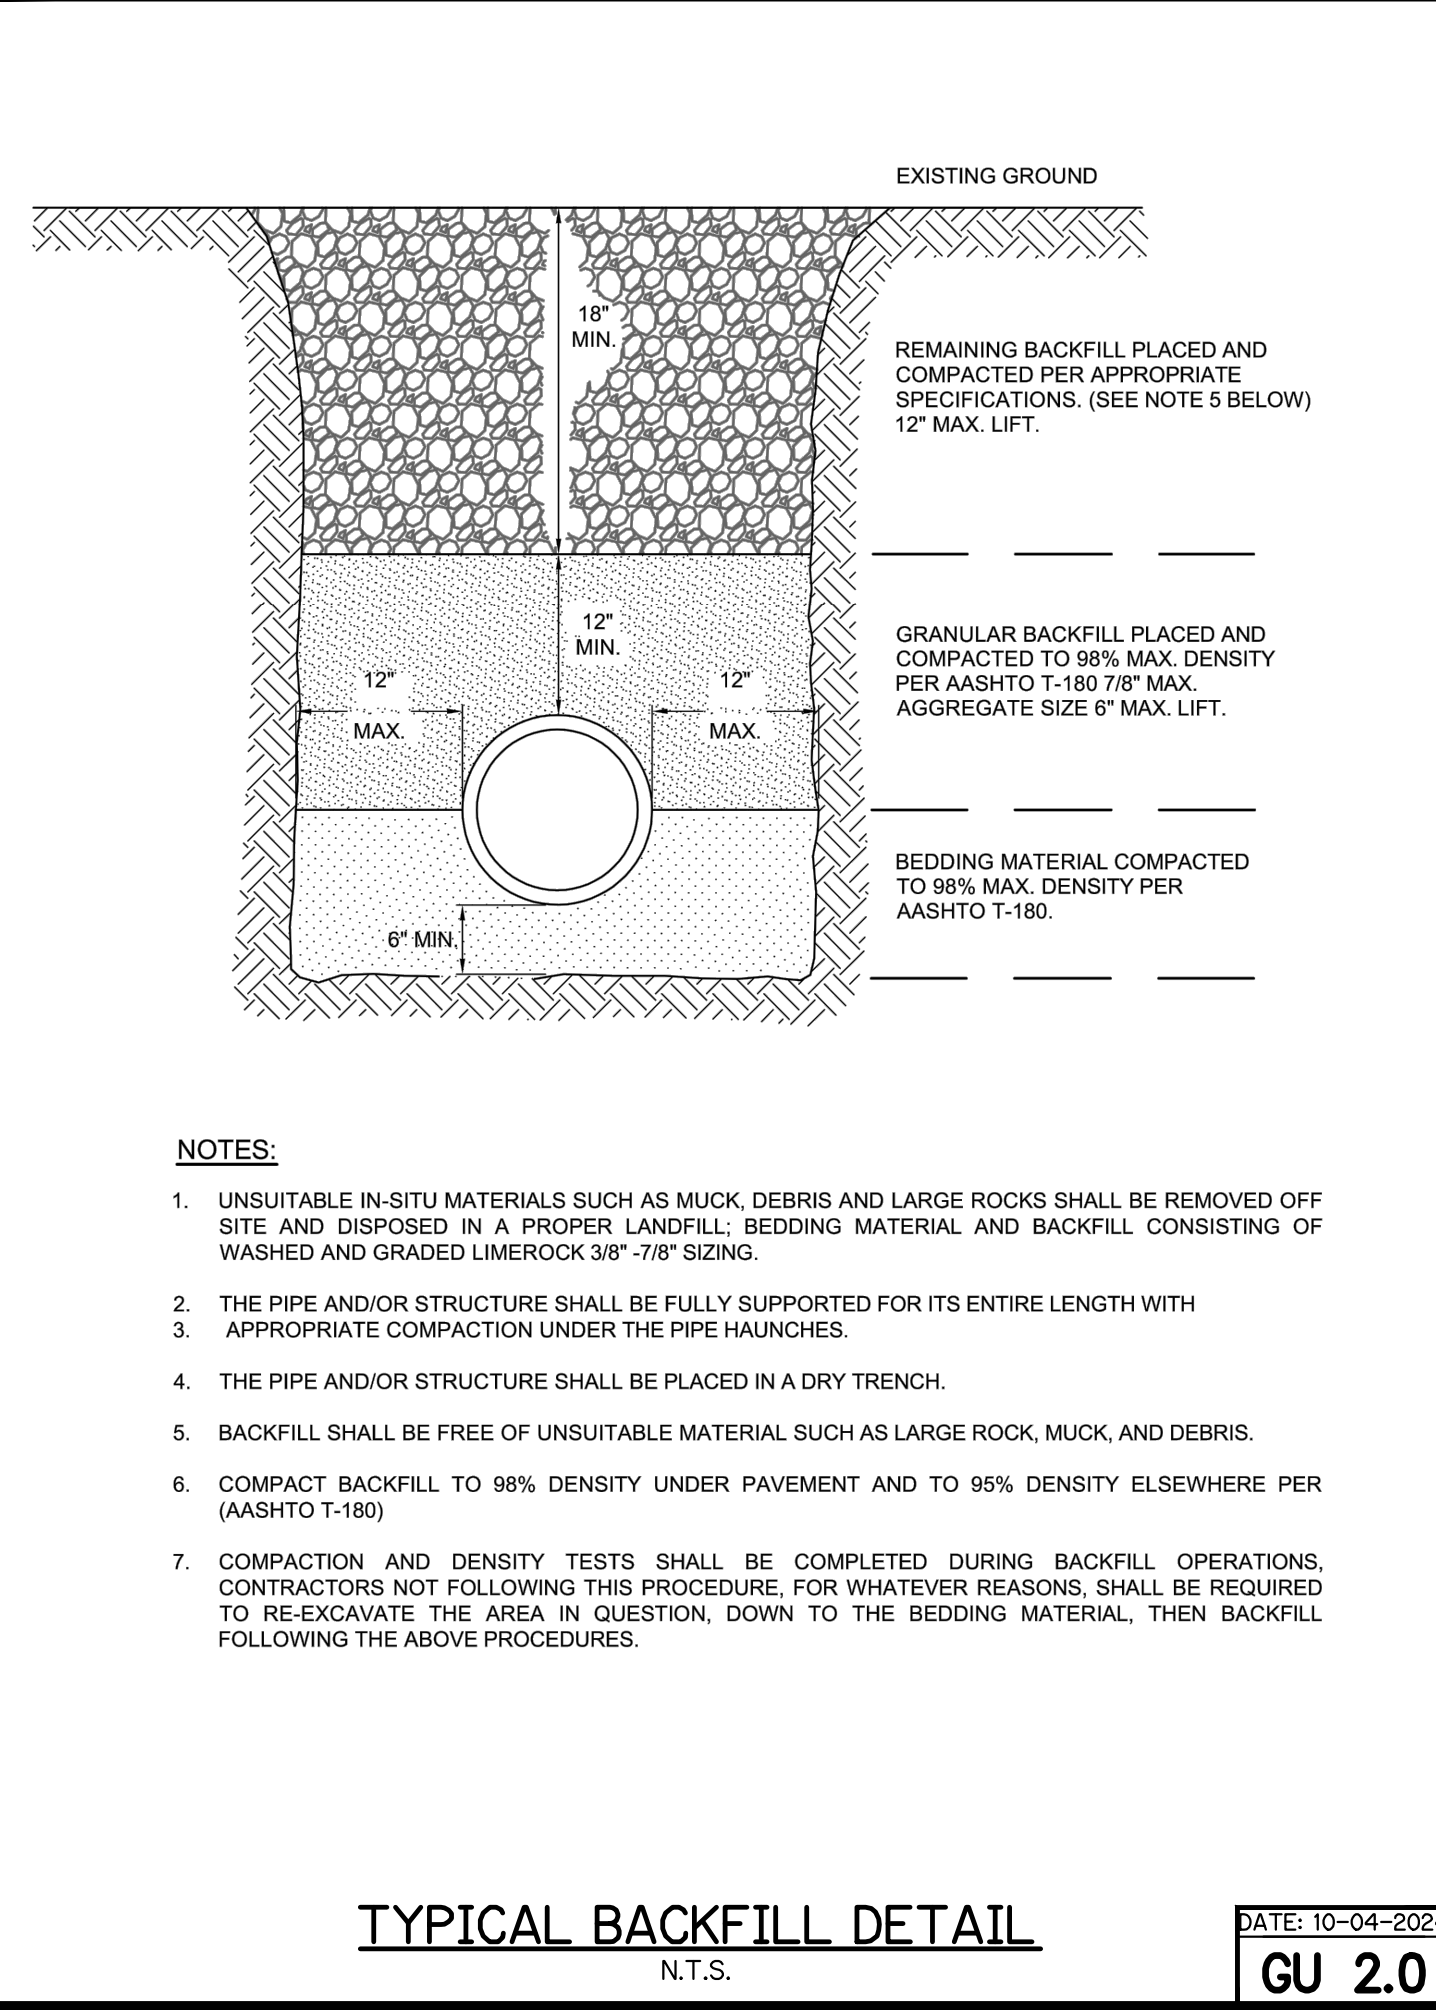 EXISTING GROUND
18"
MIN.
REMAINING BACKFILL PLACED AND
COMPACTED PER APPROPRIATE
SPECIFICATIONS. (SEE NOTE 5 BELOW)
12" MAX. LIFT.
12"
MIN.
12"
MAX.
12"
MAX.
GRANULAR BACKFILL PLACED AND
COMPACTED TO 98% MAX. DENSITY
PER AASHTO T-180 7/8" MAX.
AGGREGATE SIZE 6" MAX. LIFT.
BEDDING MATERIAL COMPACTED
TO 98% MAX. DENSITY PER
AASHTO T-180.
6" MIN.
NOTES:
1. UNSUITABLE IN-SITU MATERIALS SUCH AS MUCK, DEBRIS AND LARGE ROCKS SHALL BE REMOVED OFF
SITE AND DISPOSED IN A PROPER LANDFILL; BEDDING MATERIAL AND BACKFILL CONSISTING OF
WASHED AND GRADED LIMEROCK 3/8" -7/8" SIZING.
2. THE PIPE AND/OR STRUCTURE SHALL BE FULLY SUPPORTED FOR ITS ENTIRE LENGTH WITH
3. APPROPRIATE COMPACTION UNDER THE PIPE HAUNCHES.
4. THE PIPE AND/OR STRUCTURE SHALL BE PLACED IN A DRY TRENCH.
5. BACKFILL SHALL BE FREE OF UNSUITABLE MATERIAL SUCH AS LARGE ROCK, MUCK, AND DEBRIS.
6. COMPACT BACKFILL TO 98% DENSITY UNDER PAVEMENT AND TO 95% DENSITY ELSEWHERE PER
(AASHTO T-180)
7. COMPACTION AND DENSITY TESTS SHALL BE COMPLETED DURING BACKFILL OPERATIONS,
CONTRACTORS NOT FOLLOWING THIS PROCEDURE, FOR WHATEVER REASONS, SHALL BE REQUIRED
TO RE-EXCAVATE THE AREA IN QUESTION, DOWN TO THE BEDDING MATERIAL, THEN BACKFILL
FOLLOWING THE ABOVE PROCEDURES.
TYPICAL BACKFILL DETAIL
N.T.S.
DATE: 10-04-202
GU 2.0